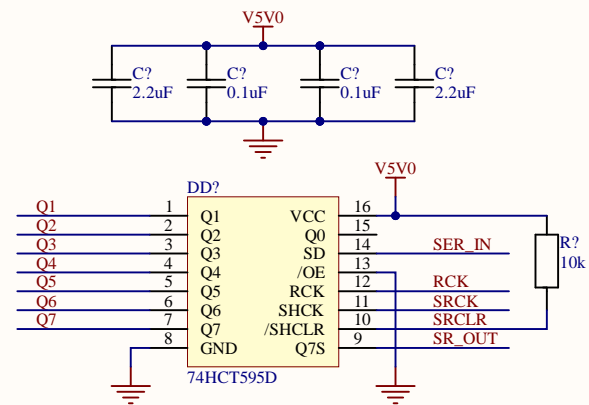 V5V0
C? C? C? C?
2.2uF 0.1uF 0.1uF 2.2uF
V5V0
DD?
Q1 1 Q1 VCC 16
Q2 2 Q2 Q0 15
Q3 3 Q3 SD 14 SER_IN
Q4 4 Q4 /OE 13
Q5 5 Q5 RCK 12 RCK
Q6 6 Q6 SHCK 11 SRCK
Q7 7 Q7 /SHCLR 10 SRCLR
8 GND Q7S 9 SR_OUT
R?
10k
74HCT595D